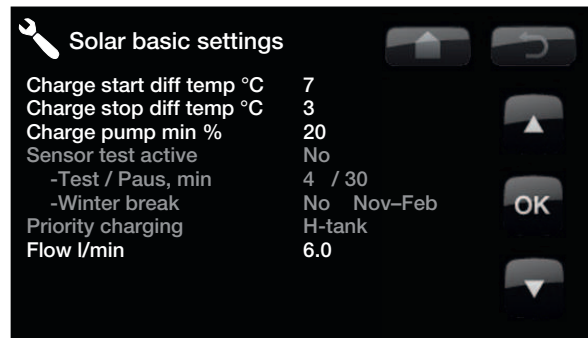 Solar basic settings
Charge start diff temp °C 7
Charge stop diff temp °C 3
Charge pump min % 20
Sensor test active No
-Test / Paus, min 4 / 30
-Winter break No Nov–Feb
Priority charging H-tank
Flow l/min 6.0
OK